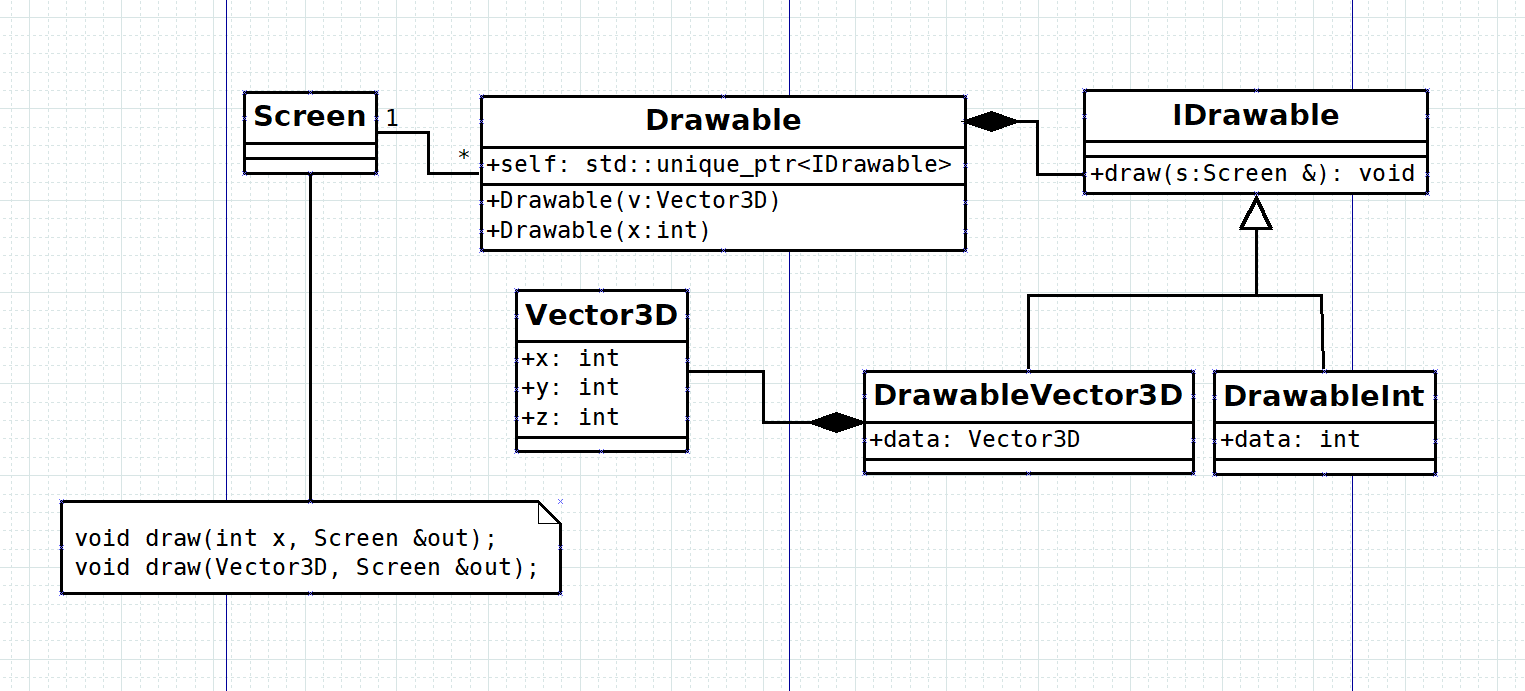 Screen
1
*
Drawable
+self: std::unique_ptr<IDrawable>
+Drawable(v:Vector3D)
+Drawable(x:int)
IDrawable
+draw(s:Screen &): void
Vector3D
+x: int
+y: int
+z: int
DrawableVector3D
+data: Vector3D
DrawableInt
+data: int
void draw(int x, Screen &out);
void draw(Vector3D, Screen &out);